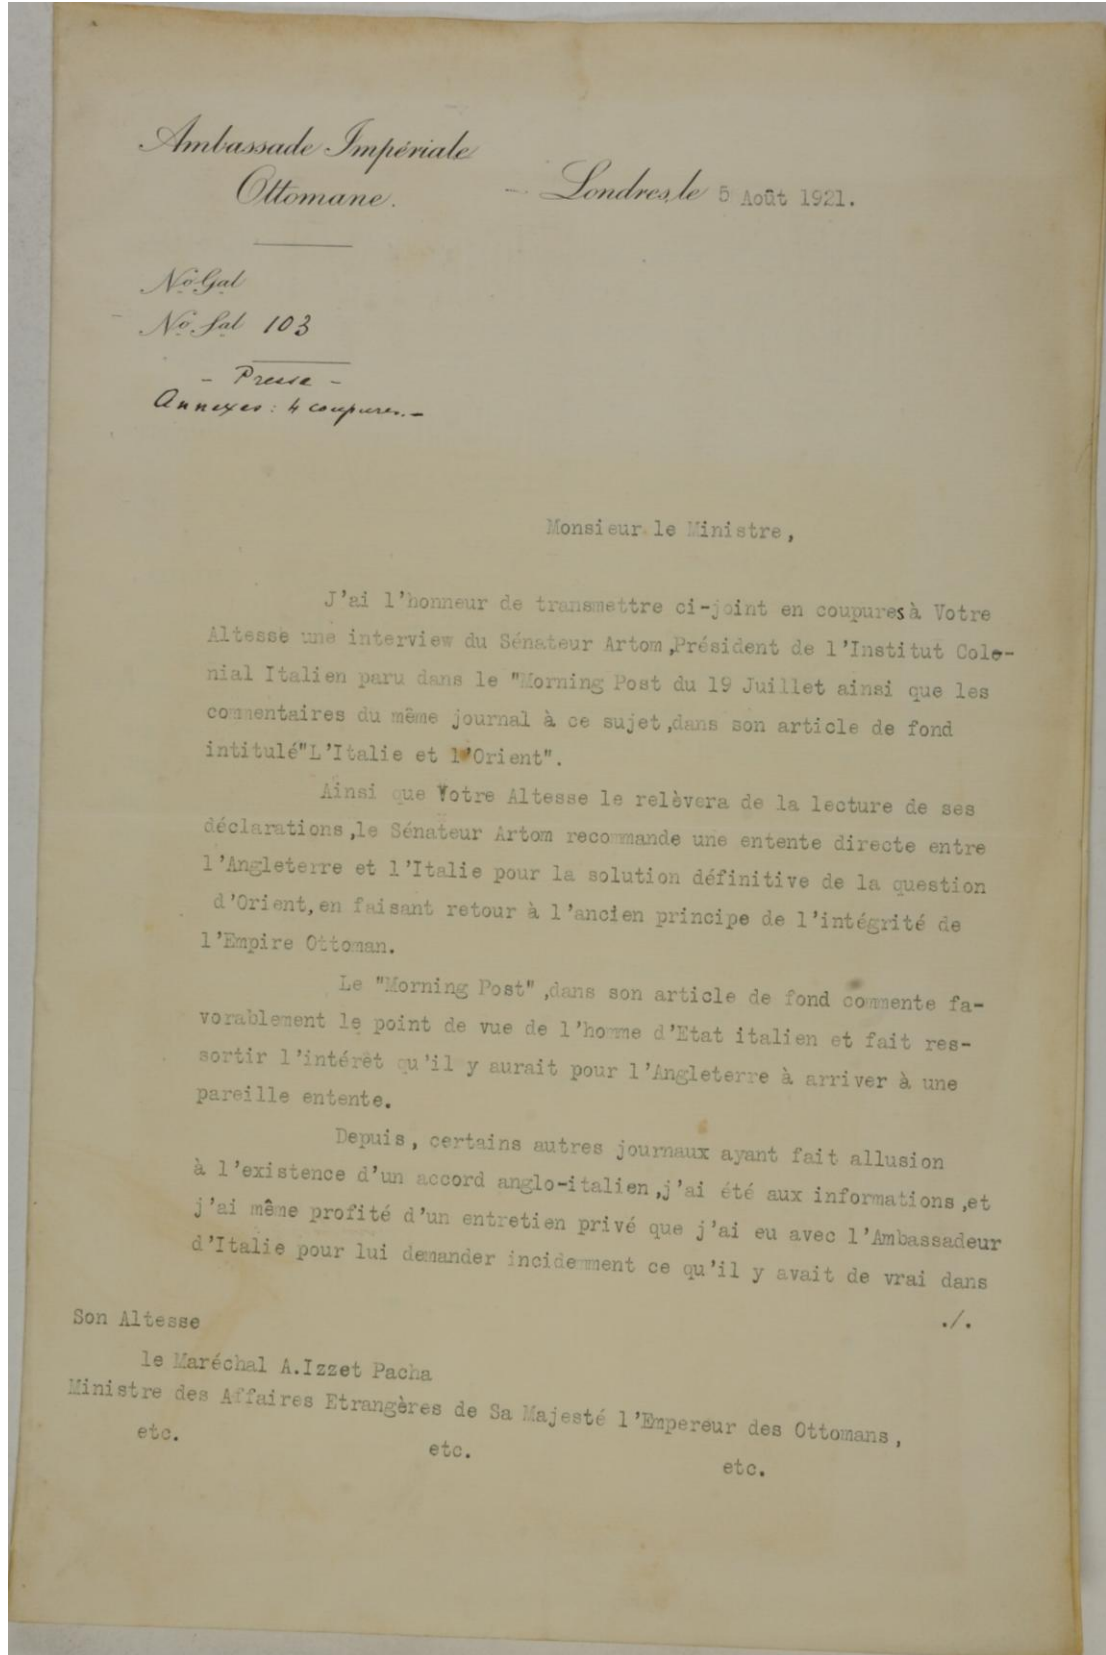 Ambassade Impériale
Ottomane.
Londres, le 5 Août 1921.
No. Gal
No. Sal 103
- Presse -
Annexes : 4 coupures.-
Monsieur le Ministre,
J'ai l'honneur de transmettre ci-joint en coupures à Votre
Altesse une interview du Sénateur Artom,Président de l'Institut Colo-
nial Italien paru dans le "Morning Post du 19 Juillet ainsi que les
commentaires du même journal à ce sujet,dans son article de fond
intitulé"L'Italie et l'Orient".
Ainsi que Votre Altesse le relèvera de la lecture de ses
déclarations,le Sénateur Artom recommande une entente directe entre
l'Angleterre et l'Italie pour la solution définitive de la question
d'Orient,en faisant retour à l'ancien principe de l'intégrité de
l'Empire Ottoman.
Le "Morning Post",dans son article de fond commente fa-
vorablement le point de vue de l'homme d'Etat italien et fait res-
sortir l'intérêt qu'il y aurait pour l'Angleterre à arriver à une
pareille entente.
Depuis, certains autres journaux ayant fait allusion
à l'existence d'un accord anglo-italien,j'ai été aux informations,et
j'ai même profité d'un entretien privé que j'ai eu avec l'Ambassadeur
d'Italie pour lui demander incidemment ce qu'il y avait de vrai dans
./.
Son Altesse
le Maréchal A.Izzet Pacha
Ministre des Affaires Etrangères de Sa Majesté l'Empereur des Ottomans,
etc. etc. etc.